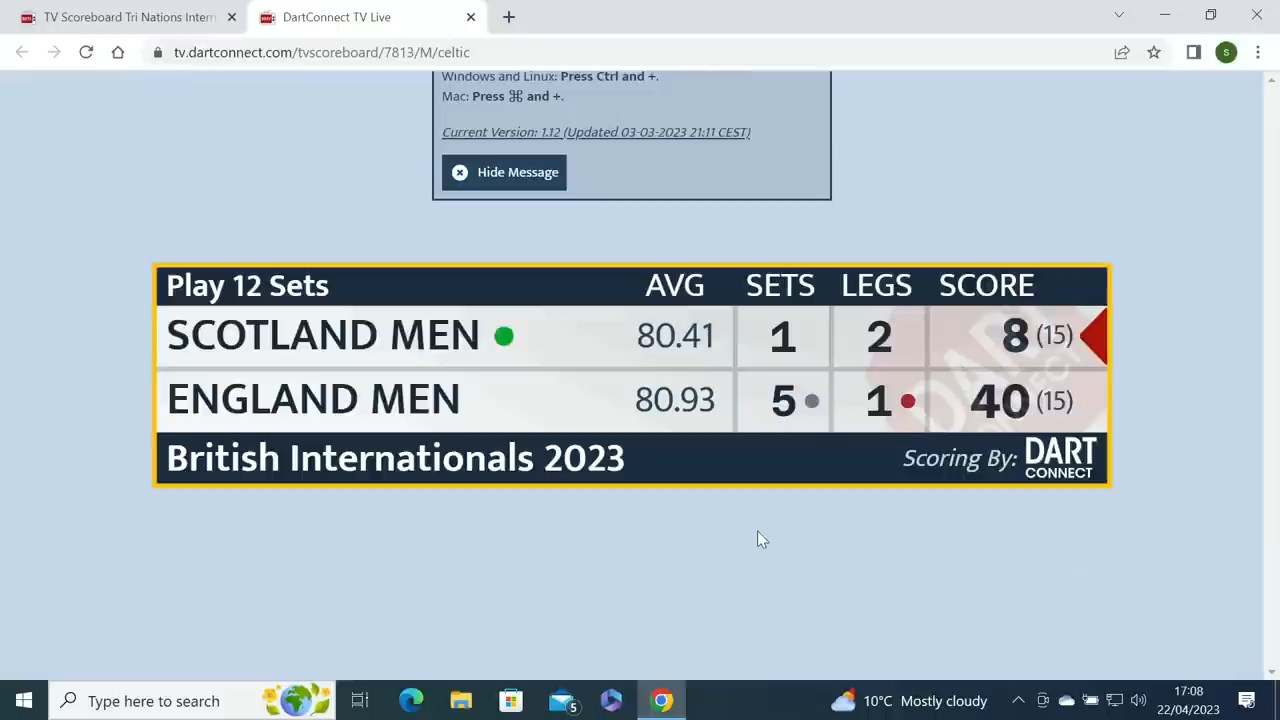 TV Scoreboard Tri Nations Intern
DartConnect TV Live
tv.dartconnect.com/tvscoreboard/7813/M/celtic
S
Windows and Linux: Press Ctrl and +.
Mac: Press ⌘ and +.
Current Version: 1.12 (Updated 03-03-2023 21:11 CEST)
Hide Message
Play 12 Sets AVG SETS LEGS SCORE
SCOTLAND MEN 80.41 1 2 8 (15)
ENGLAND MEN 80.93 5 1 40 (15)
British Internationals 2023 Scoring By: DART CONNECT
Type here to search
5
10°C Mostly cloudy
17:08
22/04/2023